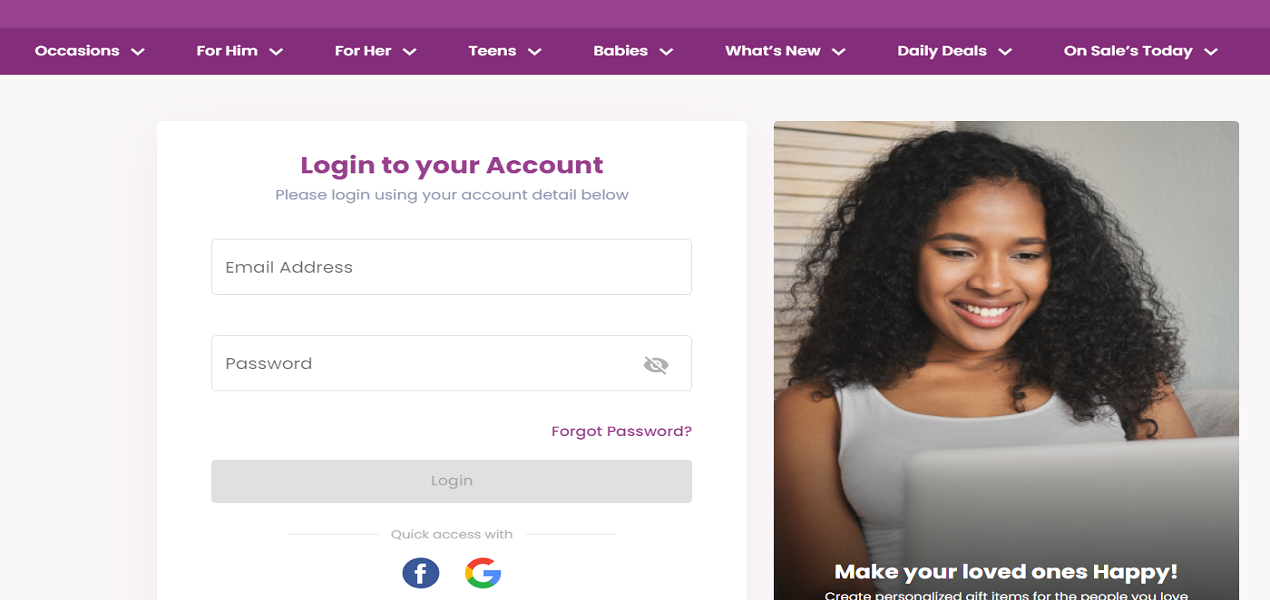 Occasions For Him For Her Teens Babies What's New Daily Deals On Sale's Today
Login to your Account
Please login using your account detail below
Email Address
Password
Forgot Password?
Login
Quick access with
Make your loved ones Happy!
Create personalized gift items for the people you love